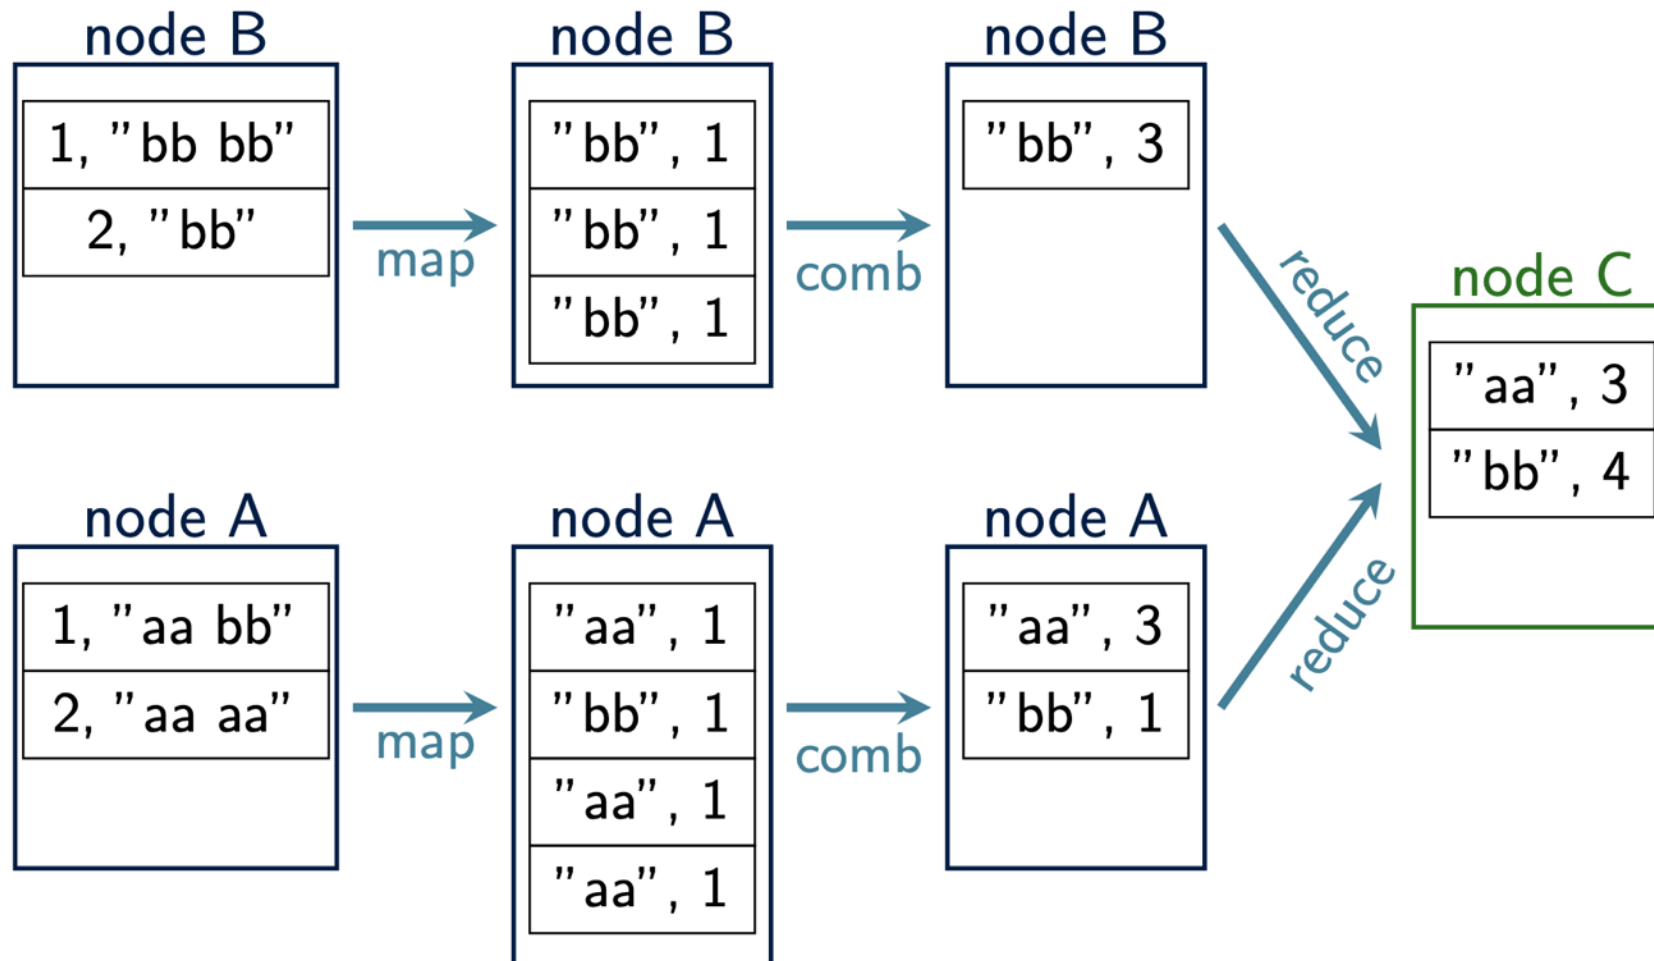 node B
1, "bb bb"
2, "bb"
map
node B
"bb", 1
"bb", 1
"bb", 1
comb
node B
"bb", 3
reduce
node A
1, "aa bb"
2, "aa aa"
map
node A
"aa", 1
"bb", 1
"aa", 1
"aa", 1
comb
node A
"aa", 3
"bb", 1
reduce
node C
"aa", 3
"bb", 4